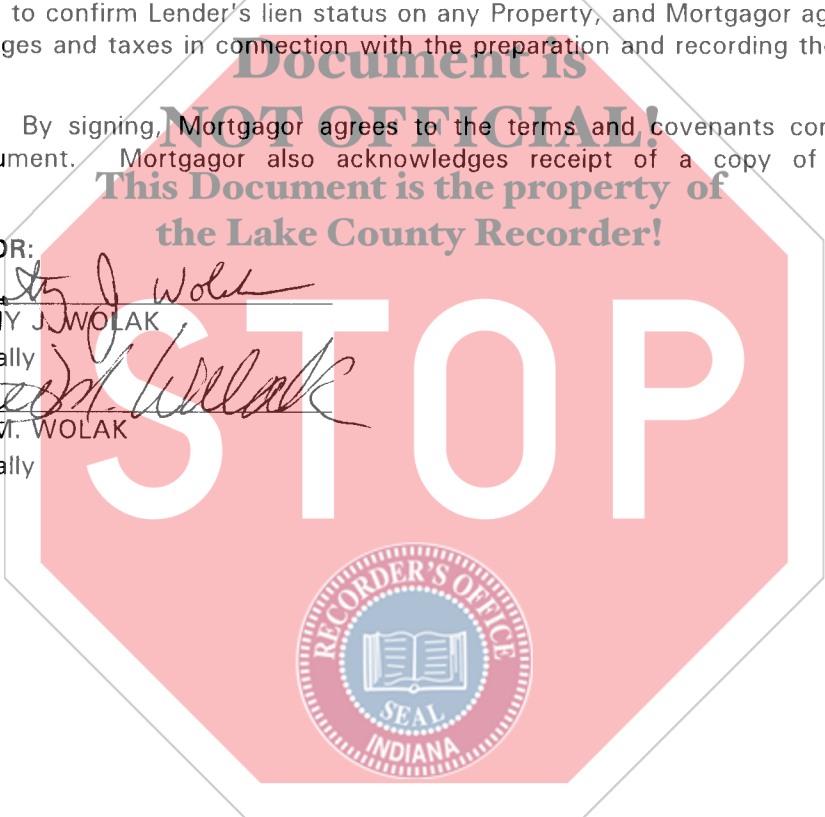 to confirm Lender's lien status on any Property, and Mortgagor ag
ges and taxes in connection with the preparation and recording th
Document is
NOT OFFICIAL!
By signing, Mortgagor agrees to the terms and covenants con
ument. Mortgagor also acknowledges receipt of a copy of
This Document is the property of
the Lake County Recorder!
OR:
J Wolak
Y J. WOLAK
ally
M. Wolak
M. WOLAK
ally
STOP
RECORDER'S OFFICE
SEAL
INDIANA